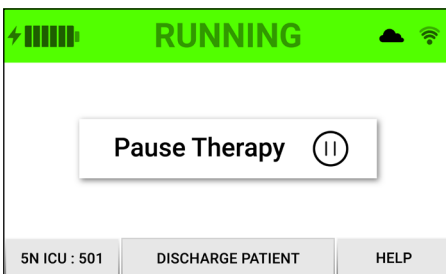 RUNNING
Pause Therapy
5N ICU : 501 DISCHARGE PATIENT HELP